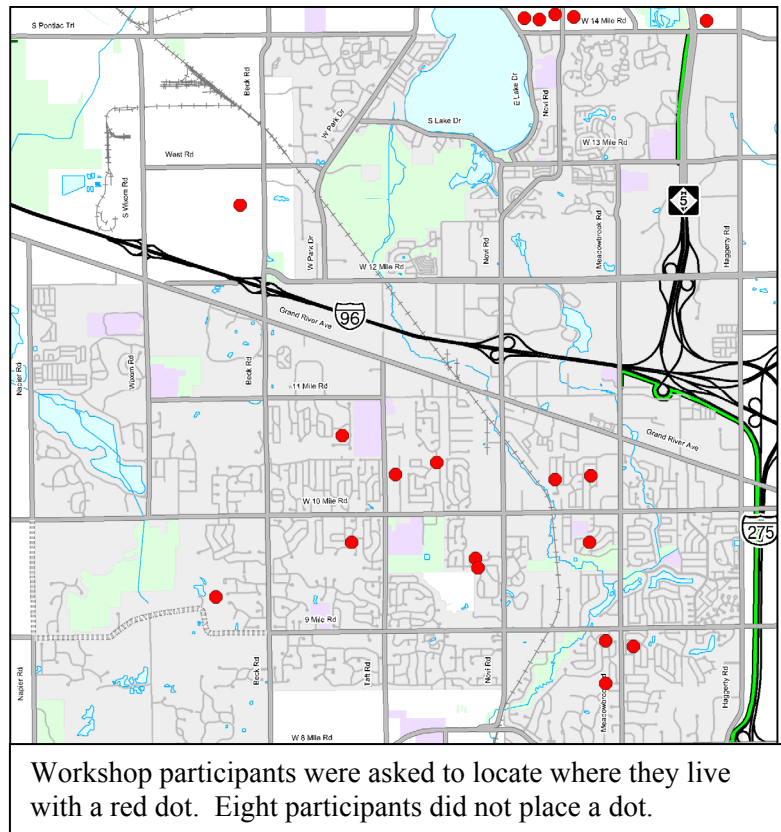 S Pontiac Trl
W 14 Mile Rd
Beck Rd
W Park Dr
S Lake Dr
E Lake Dr
Novi Rd
W 13 Mile Rd
West Rd
S Wixom Rd
5
W Park Dr
Novi Rd
Meadowbrook Rd
Haggerty Rd
W 12 Mile Rd
96
Grand River Ave
Napier Rd
Wixom Rd
Beck Rd
11 Mile Rd
Grand River Ave
W 10 Mile Rd
275
9 Mile Rd
Napier Rd
Beck Rd
Taft Rd
Novi Rd
Meadowbrook Rd
Haggerty Rd
W 8 Mile Rd
Workshop participants were asked to locate where they live
with a red dot. Eight participants did not place a dot.